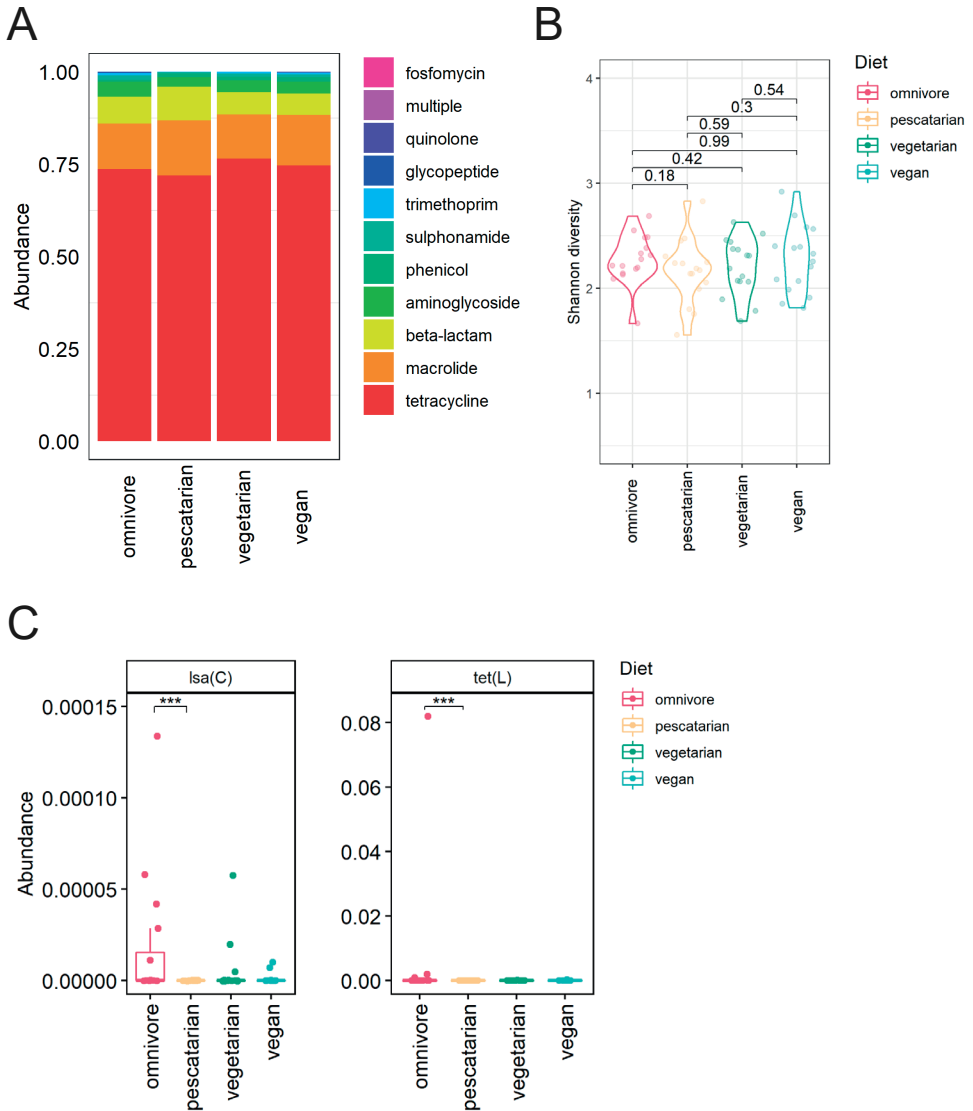 A
Abundance
1.00
0.75
0.50
0.25
0.00
omnivore
pescatarian
vegetarian
vegan
fosfomycin
multiple
quinolone
glycopeptide
trimethoprim
sulphonamide
phenicol
aminoglycoside
beta-lactam
macrolide
tetracycline
B
Shannon diversity
4
3
2
1
0.54
0.3
0.59
0.99
0.42
0.18
omnivore
pescatarian
vegetarian
vegan
Diet
omnivore
pescatarian
vegetarian
vegan
C
Abundance
lsa(C)
***
0.00015
0.00010
0.00005
0.00000
omnivore
pescatarian
vegetarian
vegan
tet(L)
***
0.08
0.06
0.04
0.02
0.00
omnivore
pescatarian
vegetarian
vegan
Diet
omnivore
pescatarian
vegetarian
vegan